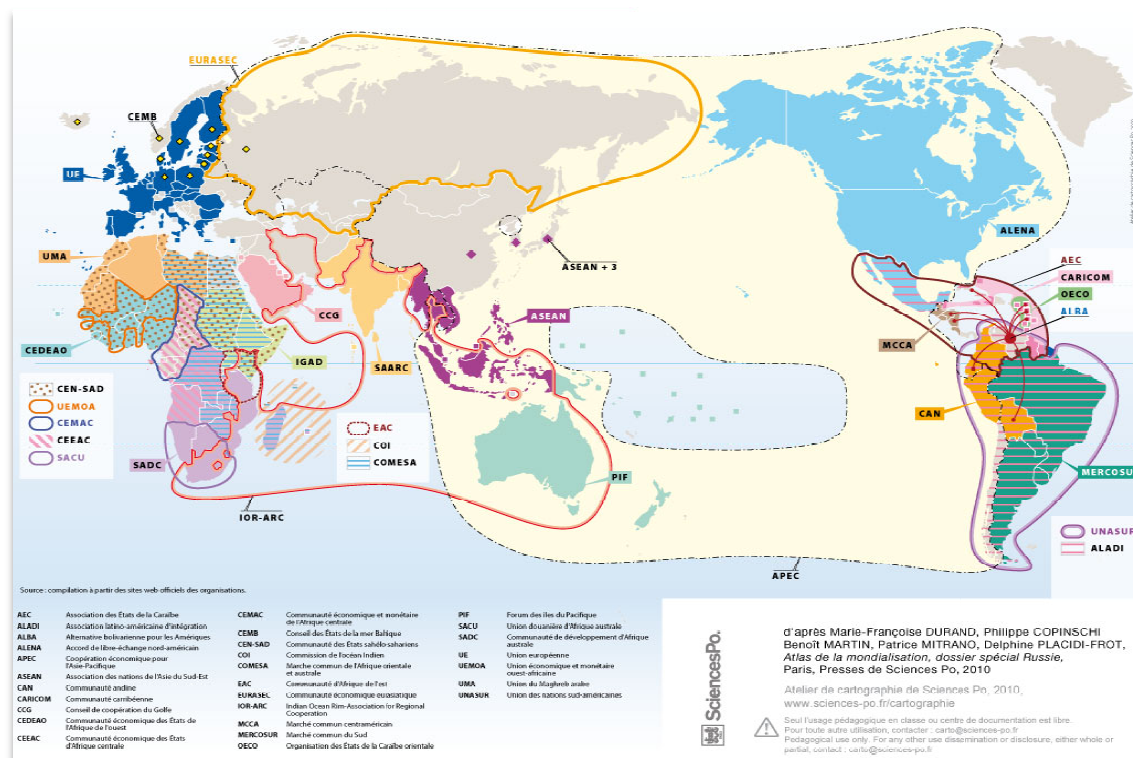 EURASEC
CEMB
UE
UMA
CEDEAO
CCG
IGAD
SAARC
ASEAN
ASEAN + 3
ALENA
AEC
CARICOM
OECO
ALBA
MCCA
CAN
MERCOSUR
PIF
SADC
IOR-ARC
APEC
CEN-SAD
UEMOA
CEMAC
CEEAC
SACU
EAC
COI
COMESA
UNASUR
ALADI
Source : compilation à partir des sites web officiels des organisations.
AEC Association des États de la Caraïbe
ALADI Association latino-américaine d'intégration
ALBA Alternative bolivarienne pour les Amériques
ALENA Accord de libre-échange nord-américain
APEC Coopération économique pour
l'Asie-Pacifique
ASEAN Association des nations de l'Asie du Sud-Est
CAN Communauté andine
CARICOM Communauté carribéenne
CCG Conseil de coopération du Golfe
CEDEAO Communauté économique des États de
l'Afrique de l'ouest
CEEAC Communauté économique des États
d'Afrique centrale
CEMAC Communauté économique et monétaire
de l'Afrique centrale
CEMB Conseil des États de la mer Baltique
CEN-SAD Communauté des États sahélo-sahariens
COI Commission de l'océan Indien
COMESA Marche commun de l'Afrique orientale
et australe
EAC Communauté d'Afrique de l'est
EURASEC Communauté économique eurasiatique
IOR-ARC Indian Ocean Rim-Association for Regional
Cooperation
MCCA Marché commun centraméricain
MERCOSUR Marché commun du Sud
OECO Organisation des États de la Caraïbe orientale
PIF Forum des îles du Pacifique
SACU Union douanière d'Afrique australe
SADC Communauté de développement d'Afrique
australe
UE Union européenne
UEMOA Union économique et monétaire
ouest-africaine
UMA Union du Maghreb arabe
UNASUR Union des nations sud-américaines
SciencesPo.
d'après Marie-Françoise DURAND, Philippe COPINSCHI
Benoît MARTIN, Patrice MITRANO, Delphine PLACIDI-FROT,
Atlas de la mondialisation, dossier spécial Russie,
Paris, Presses de Sciences Po, 2010
Atelier de cartographie de Sciences Po, 2010,
www.sciences-po.fr/cartographie
Seul l'usage pédagogique en classe ou centre de documentation est libre.
Pour toute autre utilisation, contacter : carto@sciences-po.fr
Pedagogical use only. For any other use dissemination or disclosure, either whole or
partial, contact : carto@sciences-po.fr